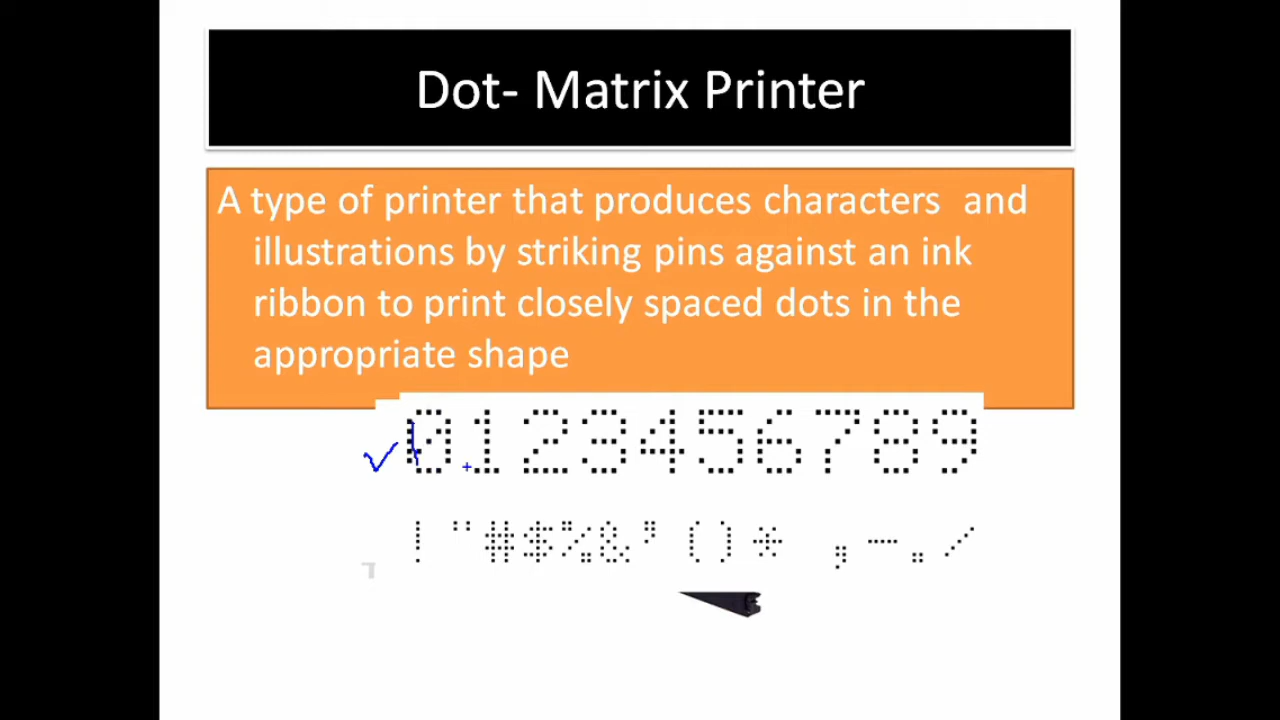 Dot- Matrix Printer
A type of printer that produces characters  and
illustrations by striking pins against an ink
ribbon to print closely spaced dots in the
appropriate shape
0123456789
! " # $ % & ' ( ) * , - . /